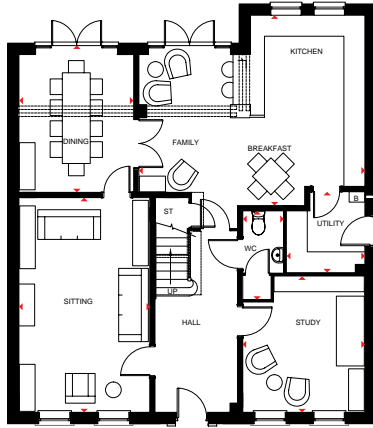 KITCHEN
DINING
FAMILY
BREAKFAST
B
ST
UTILITY
WC
UP
SITTING
HALL
STUDY